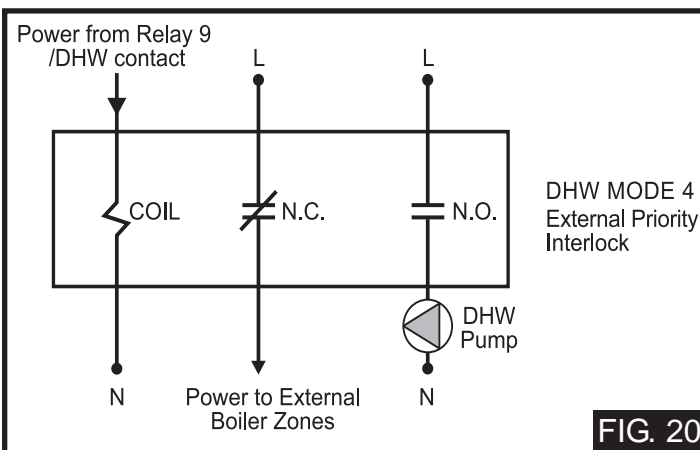 Power from Relay 9
/DHW contact
L
L
COIL
N.C.
N.O.
DHW MODE 4
External Priority
Interlock
DHW
Pump
N
Power to External
Boiler Zones
N
FIG. 20